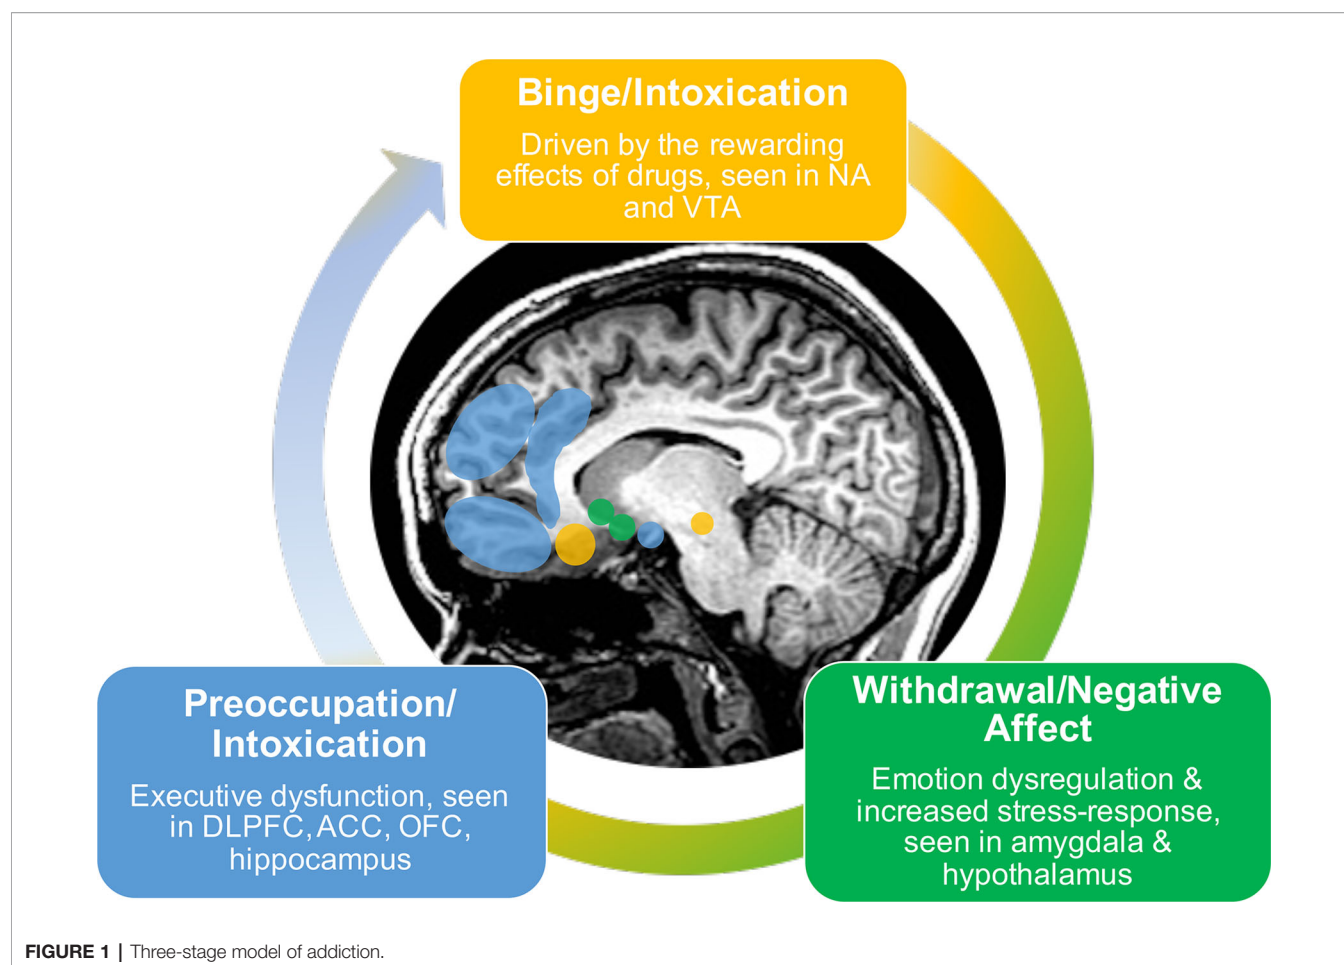 Binge/Intoxication
Driven by the rewarding
effects of drugs, seen in NA
and VTA
Preoccupation/
Intoxication
Executive dysfunction, seen
in DLPFC, ACC, OFC,
hippocampus
Withdrawal/Negative
Affect
Emotion dysregulation &
increased stress-response,
seen in amygdala &
hypothalamus
FIGURE 1 | Three-stage model of addiction.